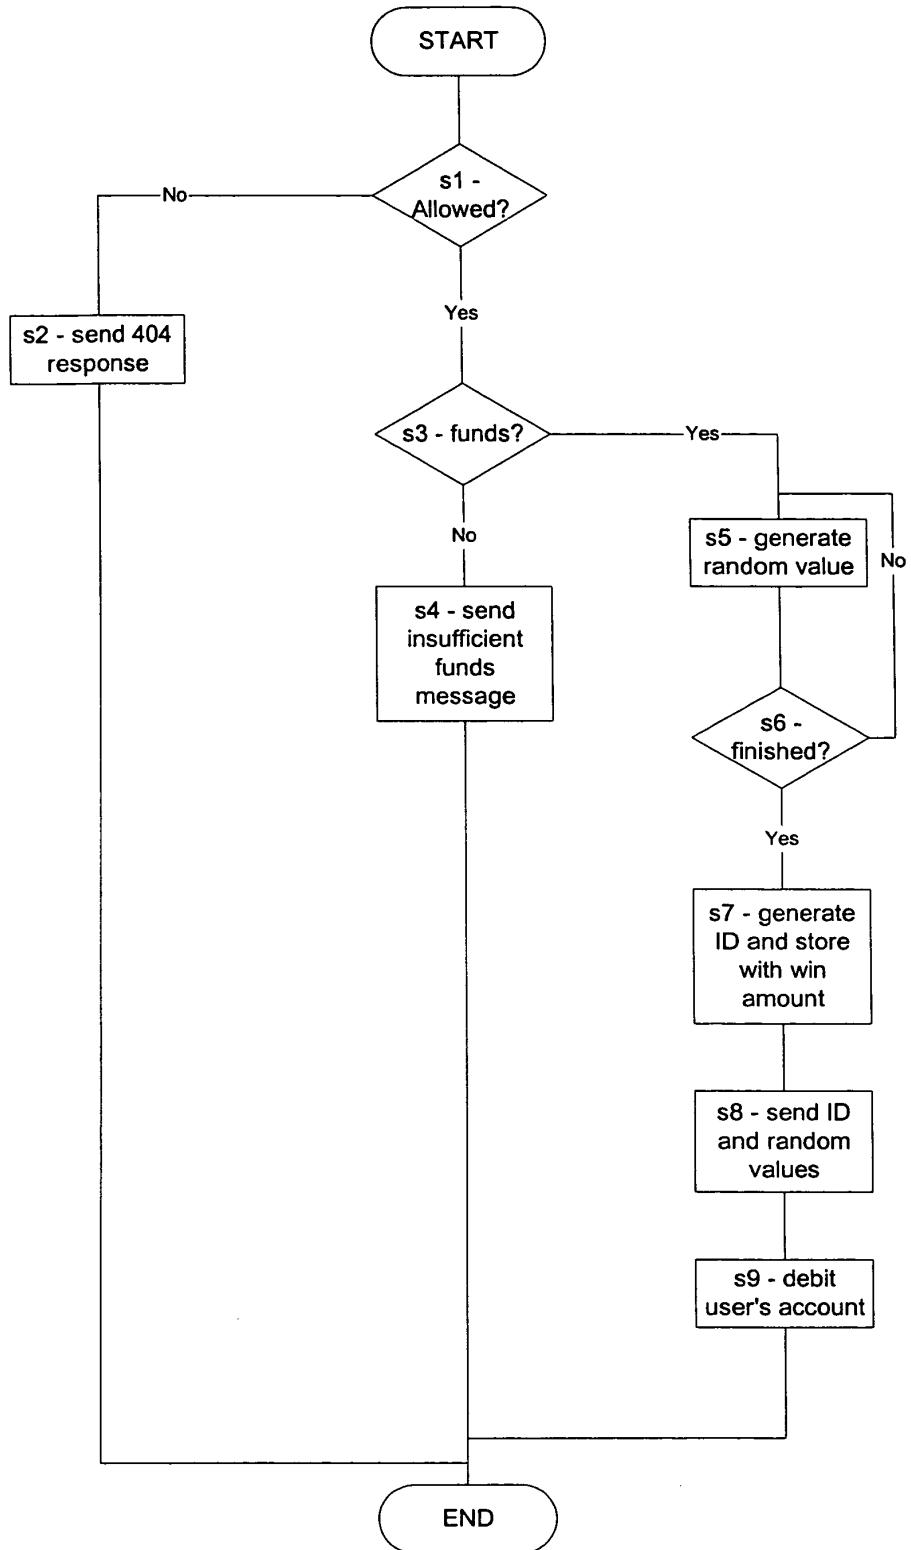 START
s1 -
Allowed?
No
Yes
s2 - send 404
response
s3 - funds?
Yes
No
s5 - generate
random value
No
s4 - send
insufficient
funds
message
s6 -
finished?
Yes
s7 - generate
ID and store
with win
amount
s8 - send ID
and random
values
s9 - debit
user's account
END